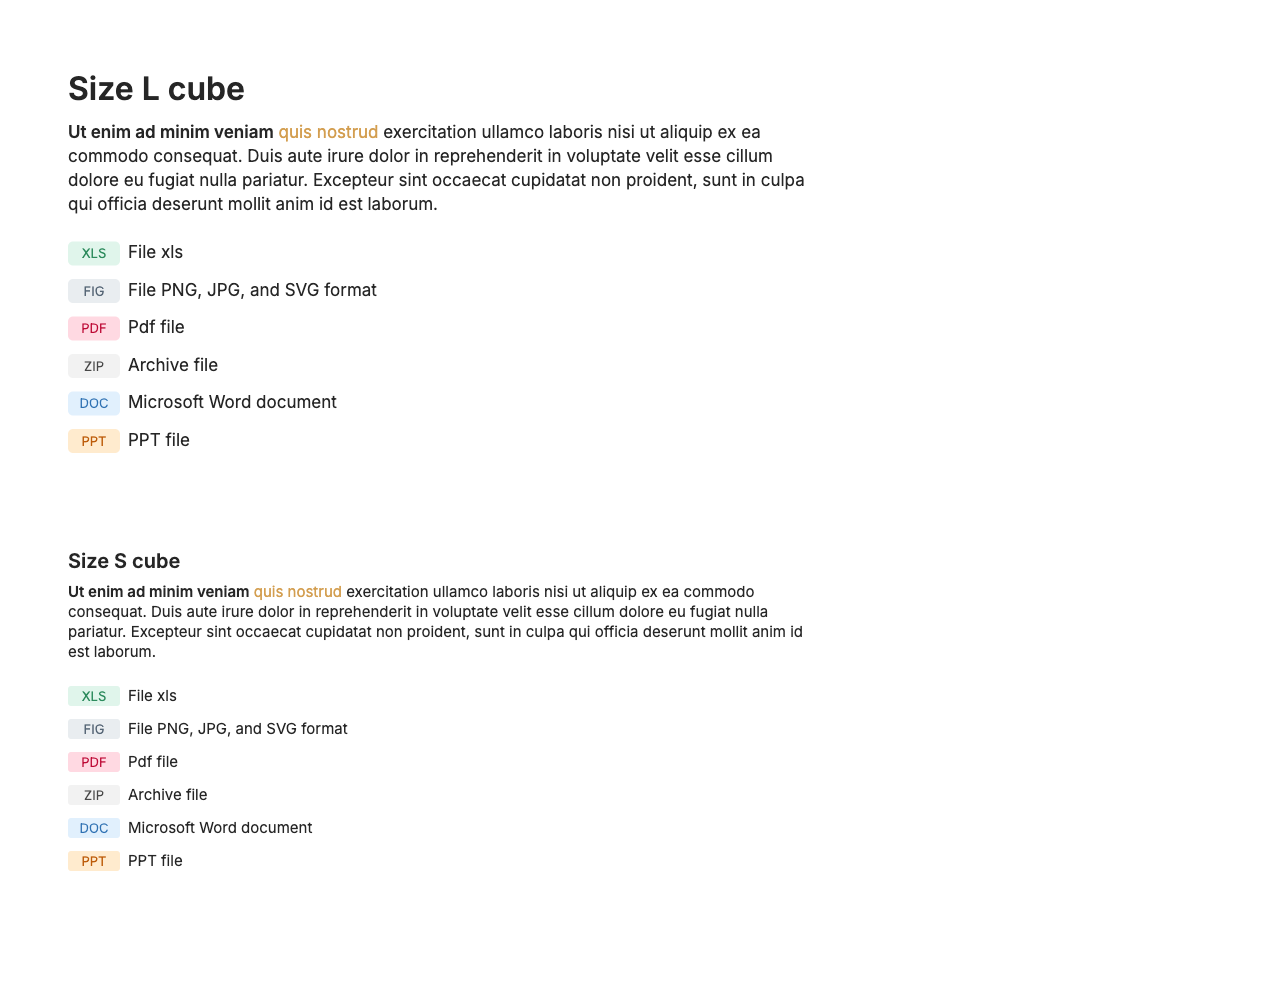 Size L cube
Ut enim ad minim veniam quis nostrud exercitation ullamco laboris nisi ut aliquip ex ea
commodo consequat. Duis aute irure dolor in reprehenderit in voluptate velit esse cillum
dolore eu fugiat nulla pariatur. Excepteur sint occaecat cupidatat non proident, sunt in culpa
qui officia deserunt mollit anim id est laborum.
XLS File xls
FIG File PNG, JPG, and SVG format
PDF Pdf file
ZIP Archive file
DOC Microsoft Word document
PPT PPT file
Size S cube
Ut enim ad minim veniam quis nostrud exercitation ullamco laboris nisi ut aliquip ex ea commodo
consequat. Duis aute irure dolor in reprehenderit in voluptate velit esse cillum dolore eu fugiat nulla
pariatur. Excepteur sint occaecat cupidatat non proident, sunt in culpa qui officia deserunt mollit anim id
est laborum.
XLS File xls
FIG File PNG, JPG, and SVG format
PDF Pdf file
ZIP Archive file
DOC Microsoft Word document
PPT PPT file